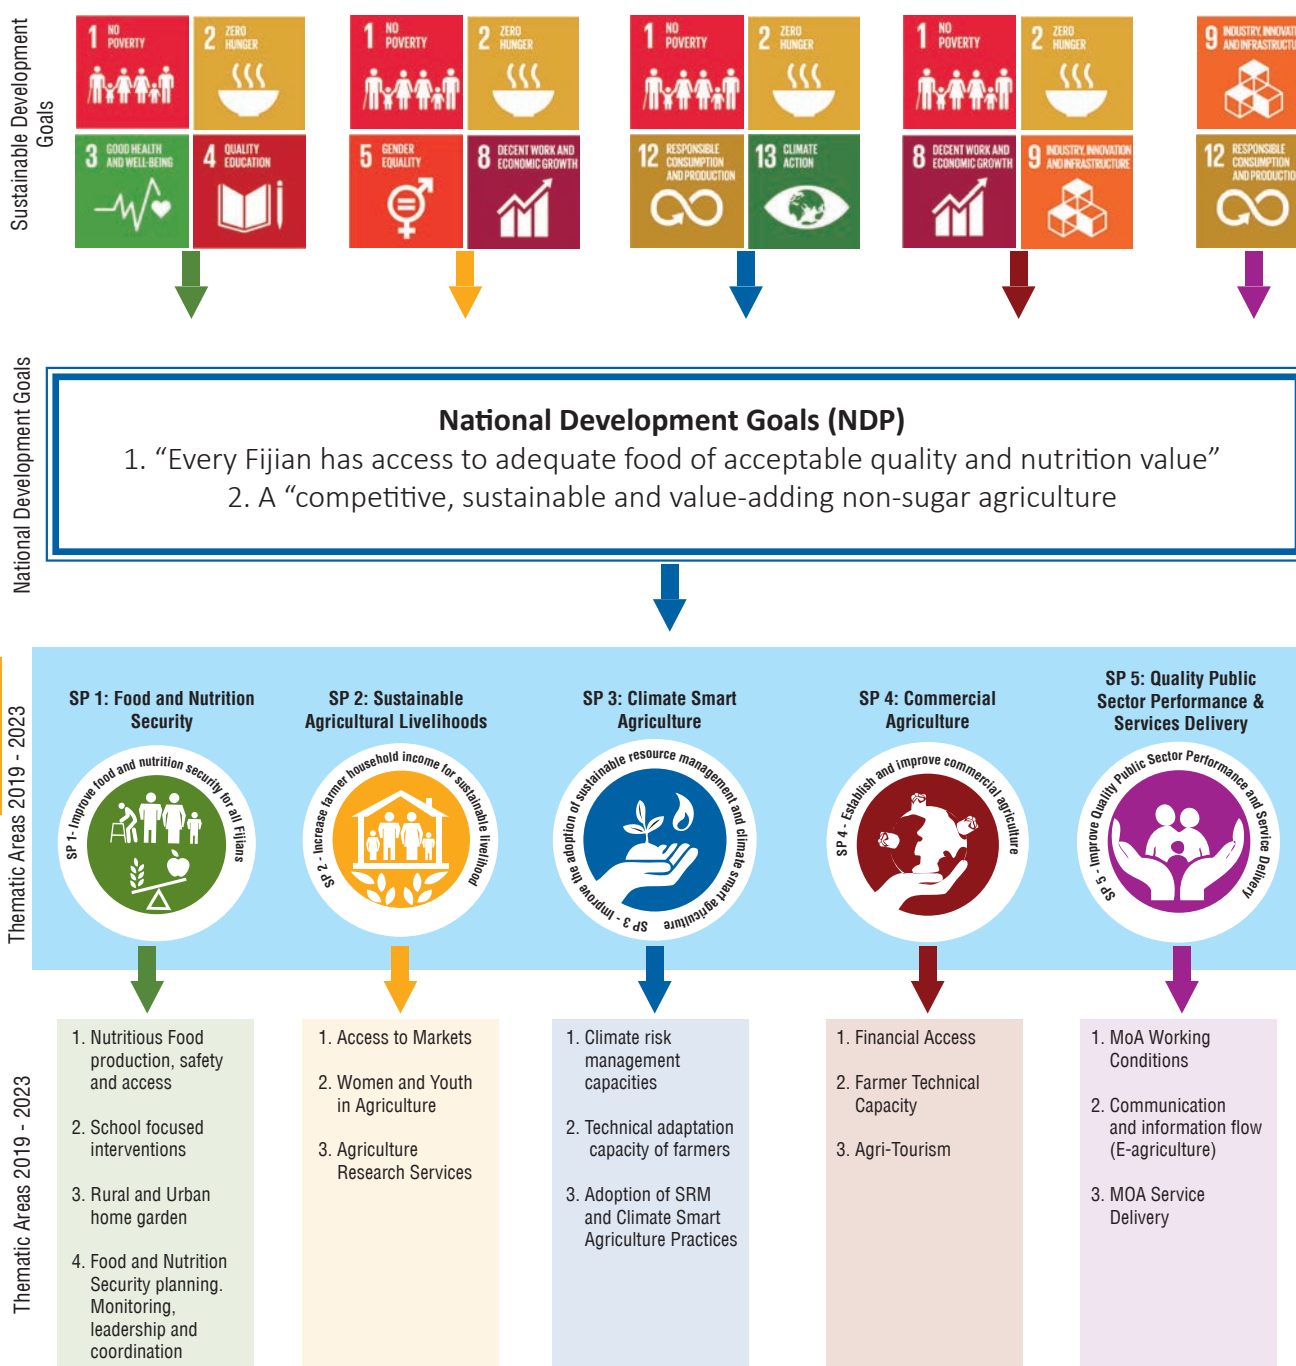 Sustainable Development
Goals
1 NO
POVERTY
2 ZERO
HUNGER
3 GOOD HEALTH
AND WELL-BEING
4 QUALITY
EDUCATION
1 NO
POVERTY
2 ZERO
HUNGER
5 GENDER
EQUALITY
8 DECENT WORK AND
ECONOMIC GROWTH
1 NO
POVERTY
2 ZERO
HUNGER
12 RESPONSIBLE
CONSUMPTION
AND PRODUCTION
13 CLIMATE
ACTION
1 NO
POVERTY
2 ZERO
HUNGER
8 DECENT WORK AND
ECONOMIC GROWTH
9 INDUSTRY, INNOVATION
AND INFRASTRUCTURE
9 INDUSTRY, INNOVATI
AND INFRASTRUCTU
12 RESPONSIBLE
CONSUMPTION
AND PRODUCTIO
National Development Goals
National Development Goals (NDP)
1. “Every Fijian has access to adequate food of acceptable quality and nutrition value”
2. A “competitive, sustainable and value-adding non-sugar agriculture
Thematic Areas 2019 - 2023
SP 1: Food and Nutrition
Security
SP 1- Improve food and nutrition security for all Fijians
SP 2: Sustainable
Agricultural Livelihoods
SP 2 - Increase farmer household income for sustainable livelihood
SP 3: Climate Smart
Agriculture
SP 3 - Improve the adoption of sustainable resource management and climate smart agriculture
SP 4: Commercial
Agriculture
SP 4 - Establish and improve commercial agriculture
SP 5: Quality Public
Sector Performance &
Services Delivery
SP 5 - Improve Quality Public Sector Performance and Service Delivery
Thematic Areas 2019 - 2023
1. Nutritious Food
production, safety
and access
2. School focused
interventions
3. Rural and Urban
home garden
4. Food and Nutrition
Security planning.
Monitoring,
leadership and
coordination
1. Access to Markets
2. Women and Youth
in Agriculture
3. Agriculture
Research Services
1. Climate risk
management
capacities
2. Technical adaptation
capacity of farmers
3. Adoption of SRM
and Climate Smart
Agriculture Practices
1. Financial Access
2. Farmer Technical
Capacity
3. Agri-Tourism
1. MoA Working
Conditions
2. Communication
and information flow
(E-agriculture)
3. MOA Service
Delivery